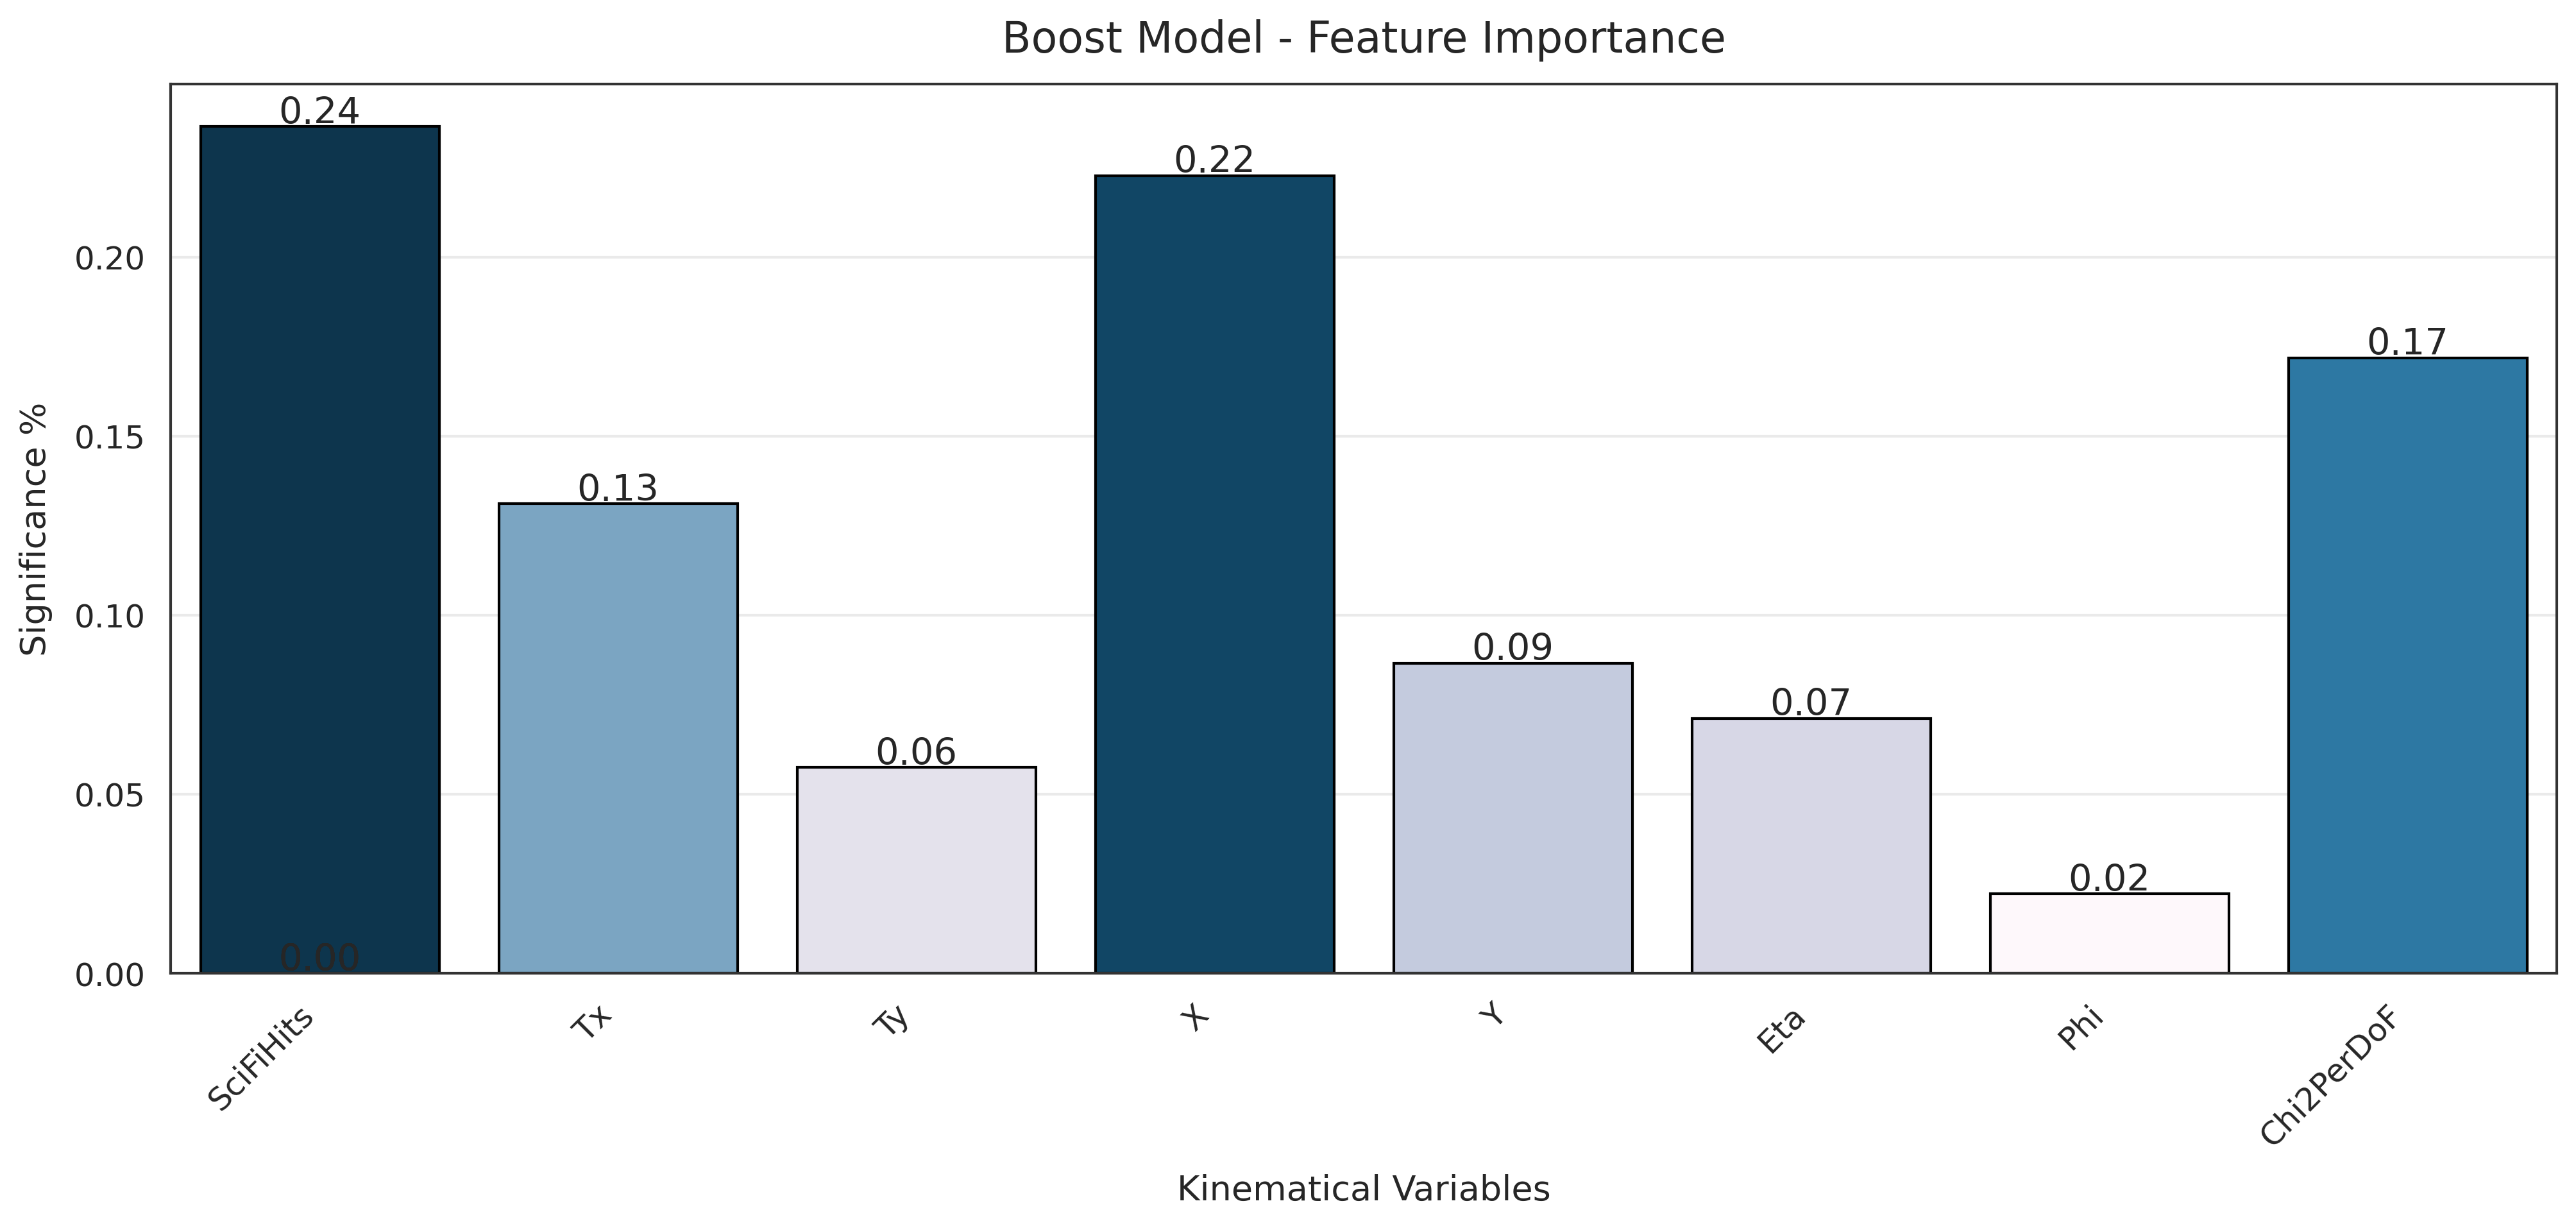 Boost Model - Feature Importance
0.24
0.22
0.20
0.17
0.15
0.13
0.10
0.09
0.07
0.06
0.05
0.02
0.00
0.00
Significance %
SciFiHits
Tx
Ty
X
Y
Eta
Phi
Chi2PerDoF
Kinematical Variables